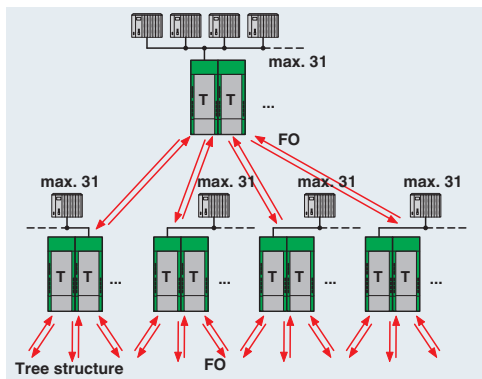 max. 31
T T ...
FO
max. 31 max. 31 max. 31 max. 31
T T ... T T ... T T ... T T ...
Tree structure FO